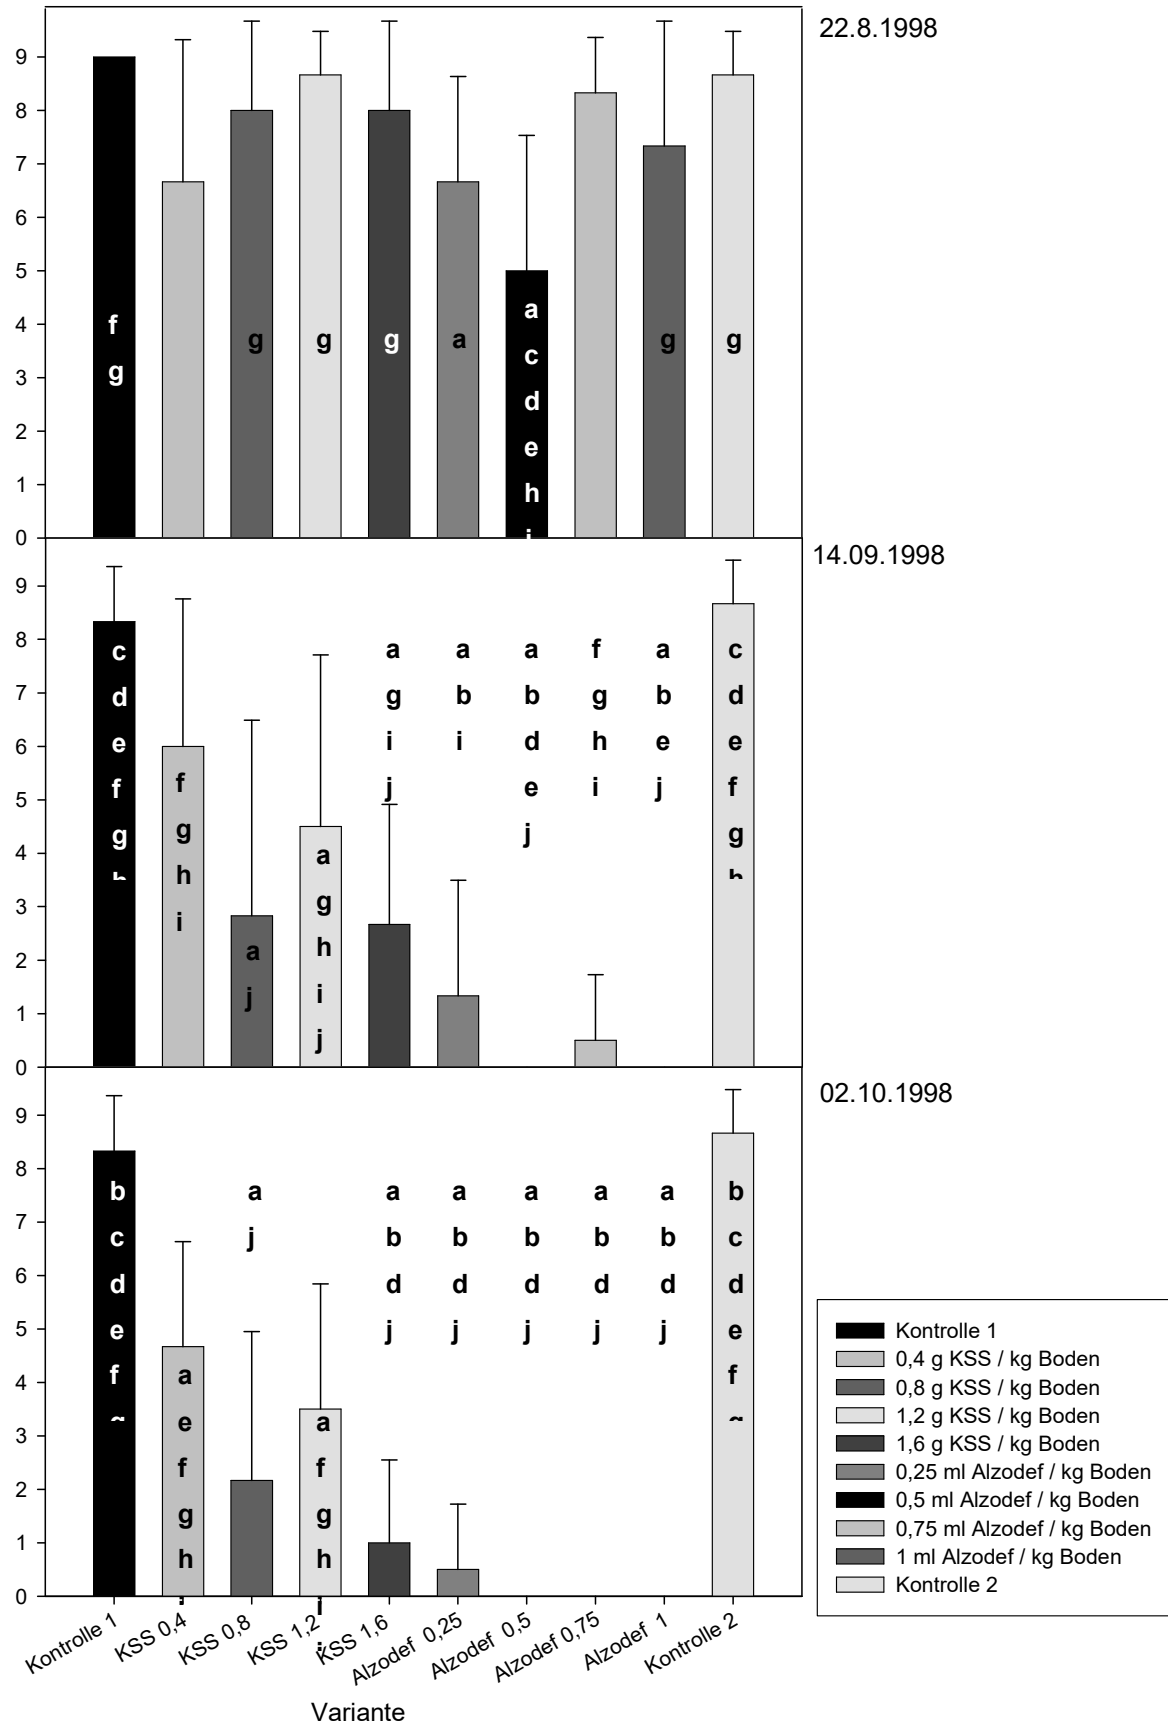 22.8.1998
9
8
7
6
5
4
3
2
1
0
f
g
g
g
g
a
a
c
d
e
h
i
g
g
14.09.1998
9
8
7
6
5
4
3
2
1
0
c
d
e
f
g
h
f
g
h
i
a
j
a
g
h
i
j
a
g
i
j
a
b
i
a
b
d
e
j
f
g
h
i
a
b
e
j
c
d
e
f
g
h
02.10.1998
9
8
7
6
5
4
3
2
1
0
b
c
d
e
f
g
a
e
f
g
h
i
a
j
a
f
g
h
i
a
b
d
j
a
b
d
j
a
b
d
j
a
b
d
j
a
b
d
j
b
c
d
e
f
g
Kontrolle 1
KSS 0,4
KSS 0,8
KSS 1,2
KSS 1,6
Alzodef 0,25
Alzodef 0,5
Alzodef 0,75
Alzodef 1
Kontrolle 2
Variante
Kontrolle 1
0,4 g KSS / kg Boden
0,8 g KSS / kg Boden
1,2 g KSS / kg Boden
1,6 g KSS / kg Boden
0,25 ml Alzodef / kg Boden
0,5 ml Alzodef / kg Boden
0,75 ml Alzodef / kg Boden
1 ml Alzodef / kg Boden
Kontrolle 2